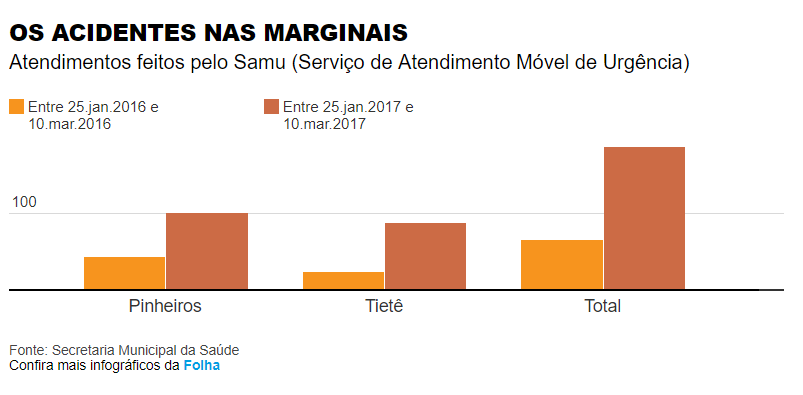 OS ACIDENTES NAS MARGINAIS
Atendimentos feitos pelo Samu (Serviço de Atendimento Móvel de Urgência)
Entre 25.jan.2016 e
10.mar.2016
Entre 25.jan.2017 e
10.mar.2017
100
Pinheiros
Tietê
Total
Fonte: Secretaria Municipal da Saúde
Confira mais infográficos da Folha